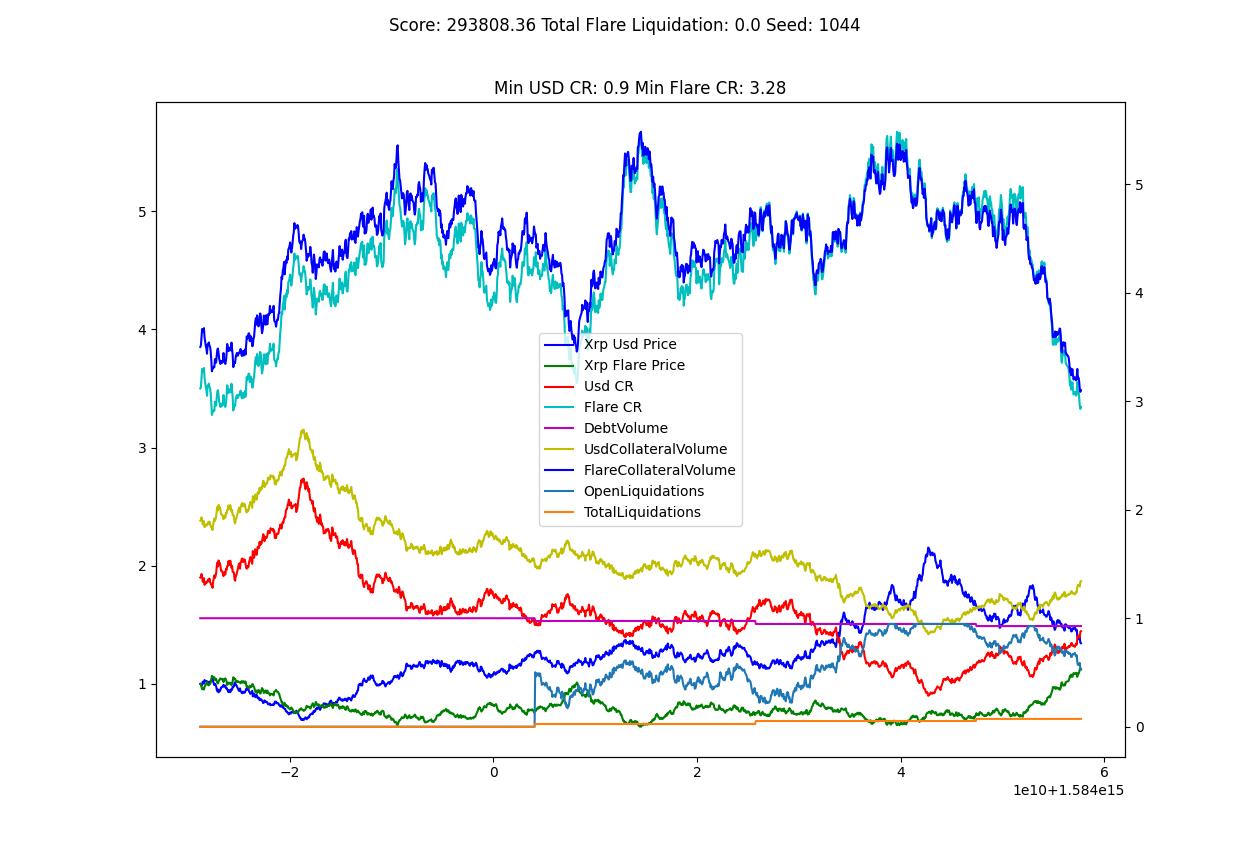 Score: 293808.36 Total Flare Liquidation: 0.0 Seed: 1044
Min USD CR: 0.9 Min Flare CR: 3.28
5
4
3
2
1
5
4
3
2
1
0
Xrp Usd Price
Xrp Flare Price
Usd CR
Flare CR
DebtVolume
UsdCollateralVolume
FlareCollateralVolume
OpenLiquidations
TotalLiquidations
−2 0 2 4 6
1e10+1.584e15